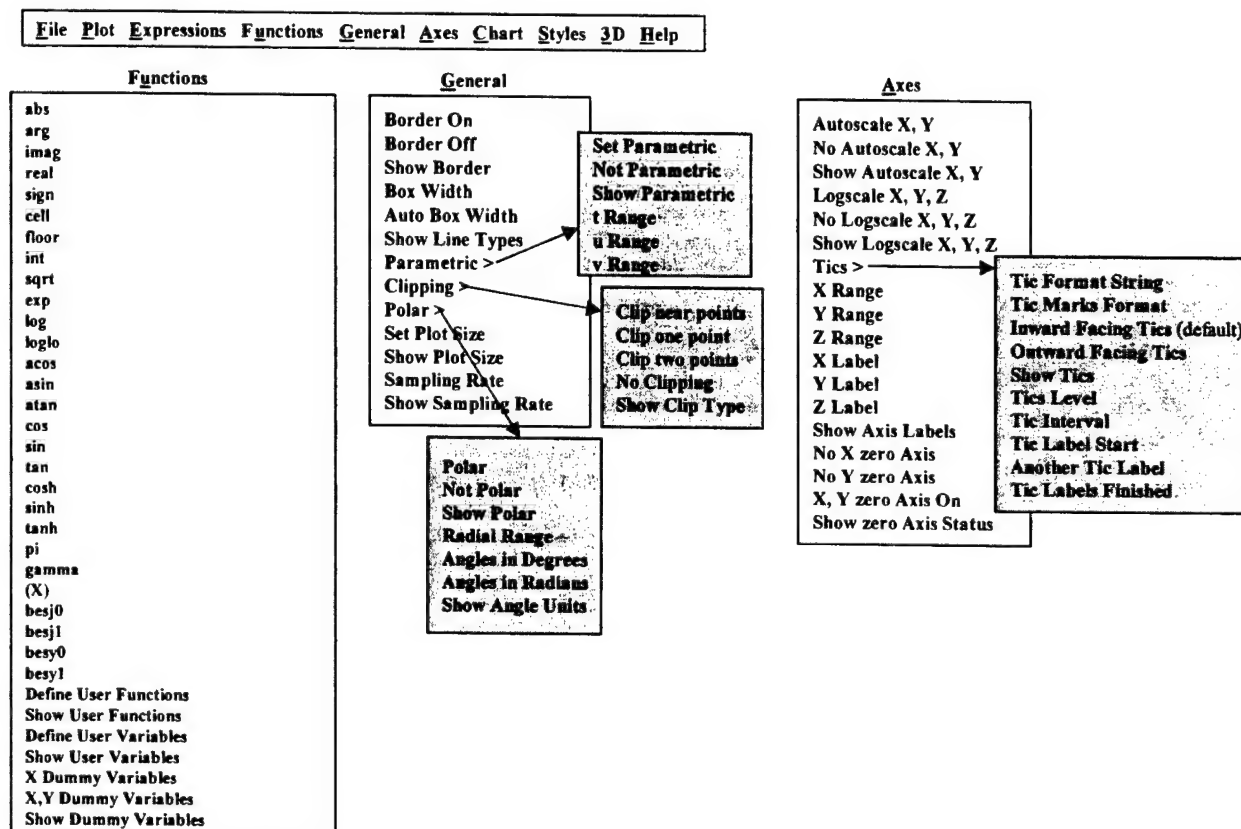 File Plot Expressions Functions General Axes Chart Styles 3D Help
Functions
abs
arg
imag
real
sign
cell
floor
int
sqrt
exp
log
loglo
acos
asin
atan
cos
sin
tan
cosh
sinh
tanh
pi
gamma
(X)
besj0
besj1
besy0
besy1
Define User Functions
Show User Functions
Define User Variables
Show User Variables
X Dummy Variables
X,Y Dummy Variables
Show Dummy Variables
General
Border On
Border Off
Show Border
Box Width
Auto Box Width
Show Line Types
Parametric >
Clipping >
Polar >
Set Plot Size
Show Plot Size
Sampling Rate
Show Sampling Rate
Set Parametric
Not Parametric
Show Parametric
t Range
u Range
v Range
Clip near points
Clip one point
Clip two points
No Clipping
Show Clip Type
Polar
Not Polar
Show Polar
Radial Range
Angles in Degrees
Angles in Radians
Show Angle Units
Axes
Autoscale X, Y
No Autoscale X, Y
Show Autoscale X, Y
Logscale X, Y, Z
No Logscale X, Y, Z
Show Logscale X, Y, Z
Tics >
X Range
Y Range
Z Range
X Label
Y Label
Z Label
Show Axis Labels
No X zero Axis
No Y zero Axis
X, Y zero Axis On
Show zero Axis Status
Tic Format String
Tic Marks Format
Inward Facing Tics (default)
Outward Facing Tics
Show Tics
Tics Level
Tic Interval
Tic Label Start
Another Tic Label
Tic Labels Finished